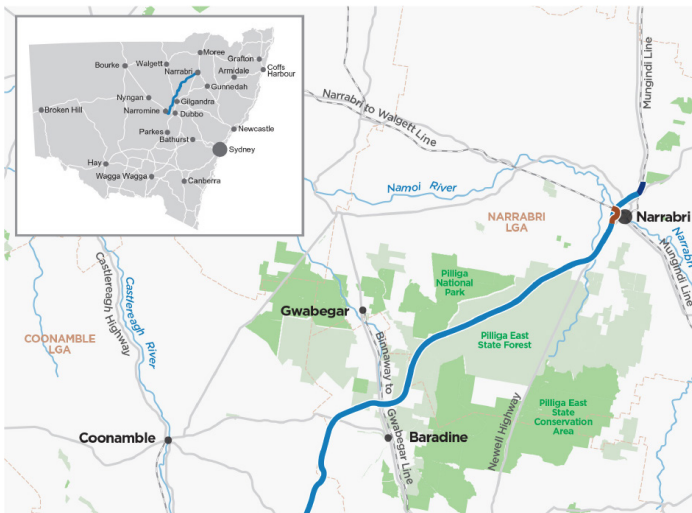 Moree
Grafton
Bourke
Walgett
Coffs
Harbour
Narrabri
Armidale
Gunnedah
Nyngan
Gilgandra
Broken Hill
Narromine
Dubbo
Newcastle
Parkes
Bathurst
Sydney
Hay
Wagga Wagga
Canberra
Mungindi Line
Narrabri to Walgett Line
Namoi River
NARRABRI
LGA
Narrabri
Narrabri
Mungindi Line
Pilliga
National
Park
Castlereagh Highway
Castlereagh River
Gwabegar
Pilliga East
State Forest
COONAMBLE
LGA
Binnaway to
Gwabegar Line
Pilliga East
State
Conservation
Area
Newell Highway
Coonamble
Baradine